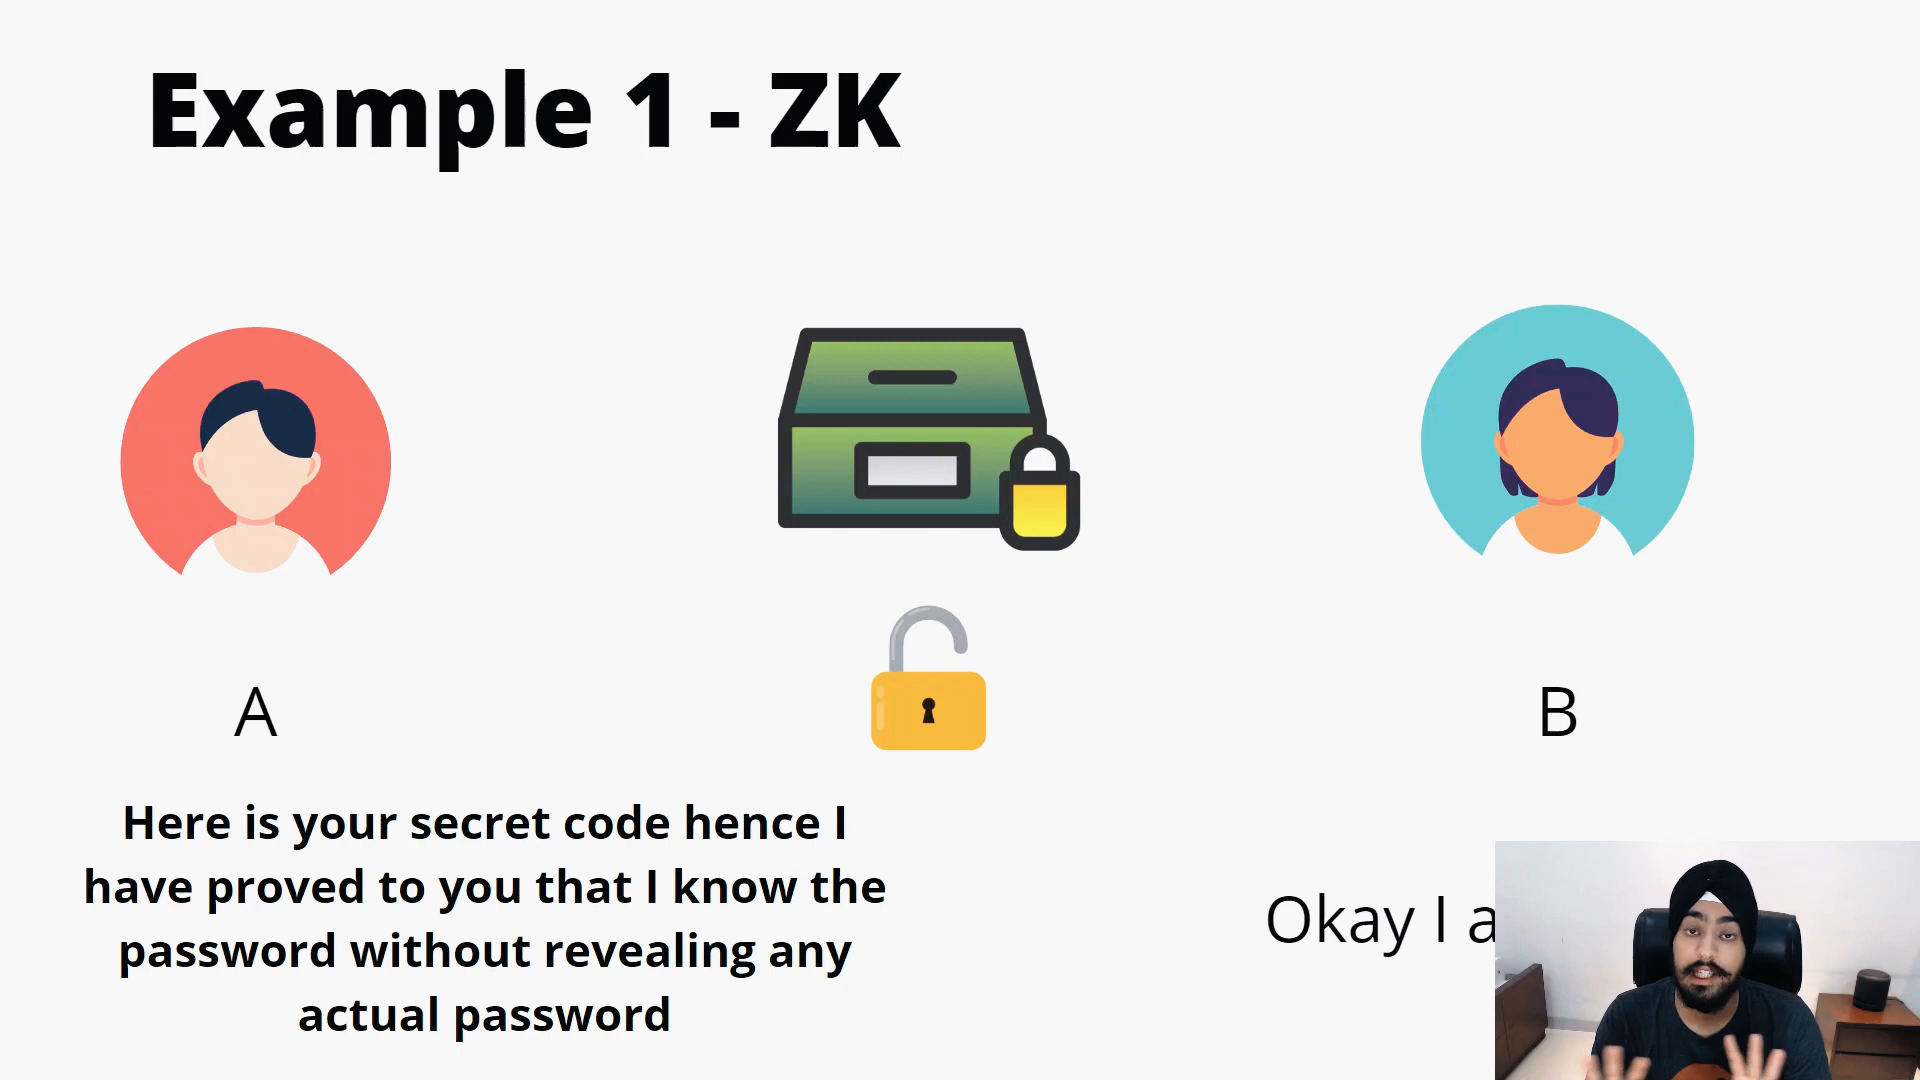 Example 1 - ZK
A
B
Here is your secret code hence I
have proved to you that I know the
password without revealing any
actual password
Okay I a